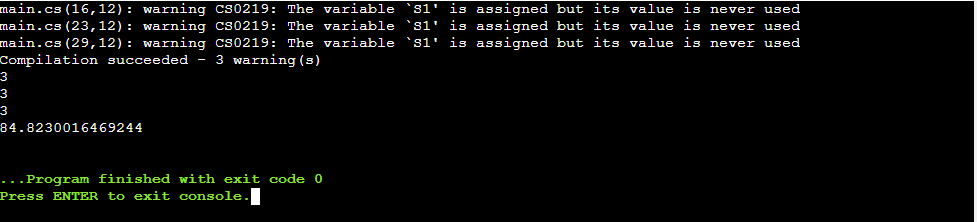 main.cs(16,12): warning CS0219: The variable `S1' is assigned but its value is never used
main.cs(23,12): warning CS0219: The variable `S1' is assigned but its value is never used
main.cs(29,12): warning CS0219: The variable `S1' is assigned but its value is never used
Compilation succeeded - 3 warning(s)
3
3
3
84.8230016469244
...Program finished with exit code 0
Press ENTER to exit console.